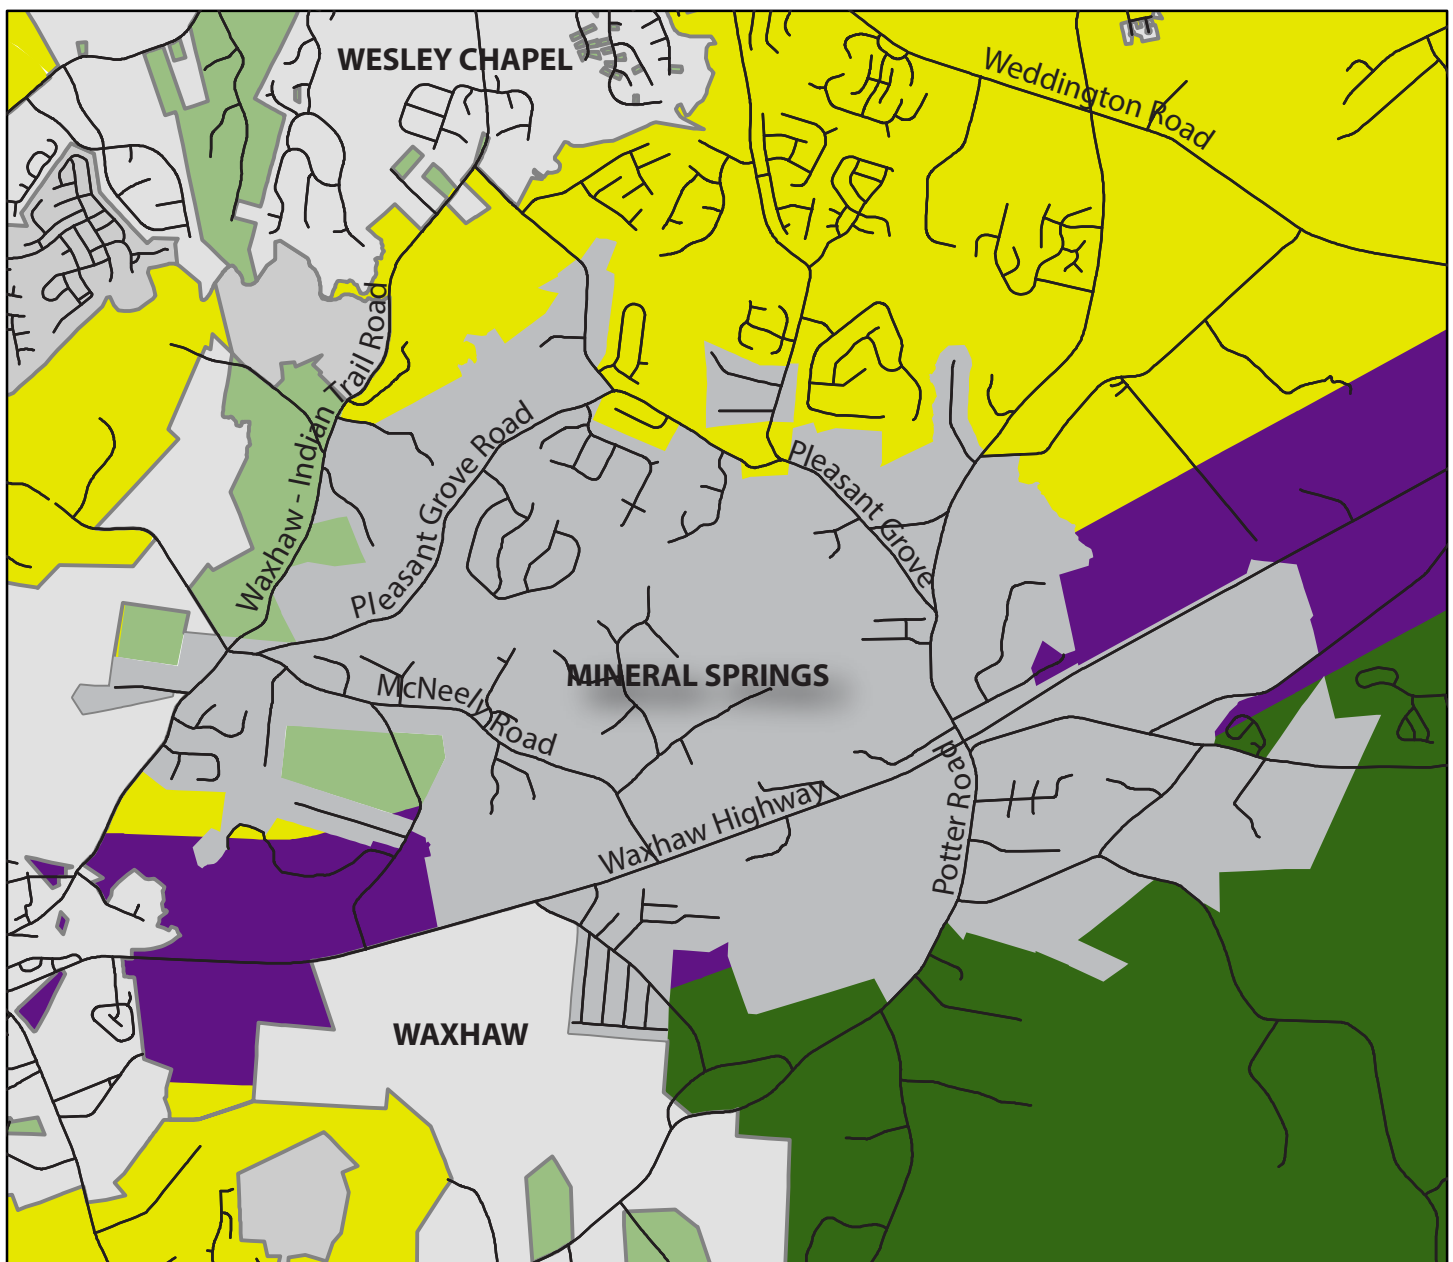 WESLEY CHAPEL
Weddington Road
Waxhaw - Indian Trail Road
Pleasant Grove Road
Pleasant Grove
MINERAL SPRINGS
McNeely Road
Waxhaw Highway
Potter Road
WAXHAW